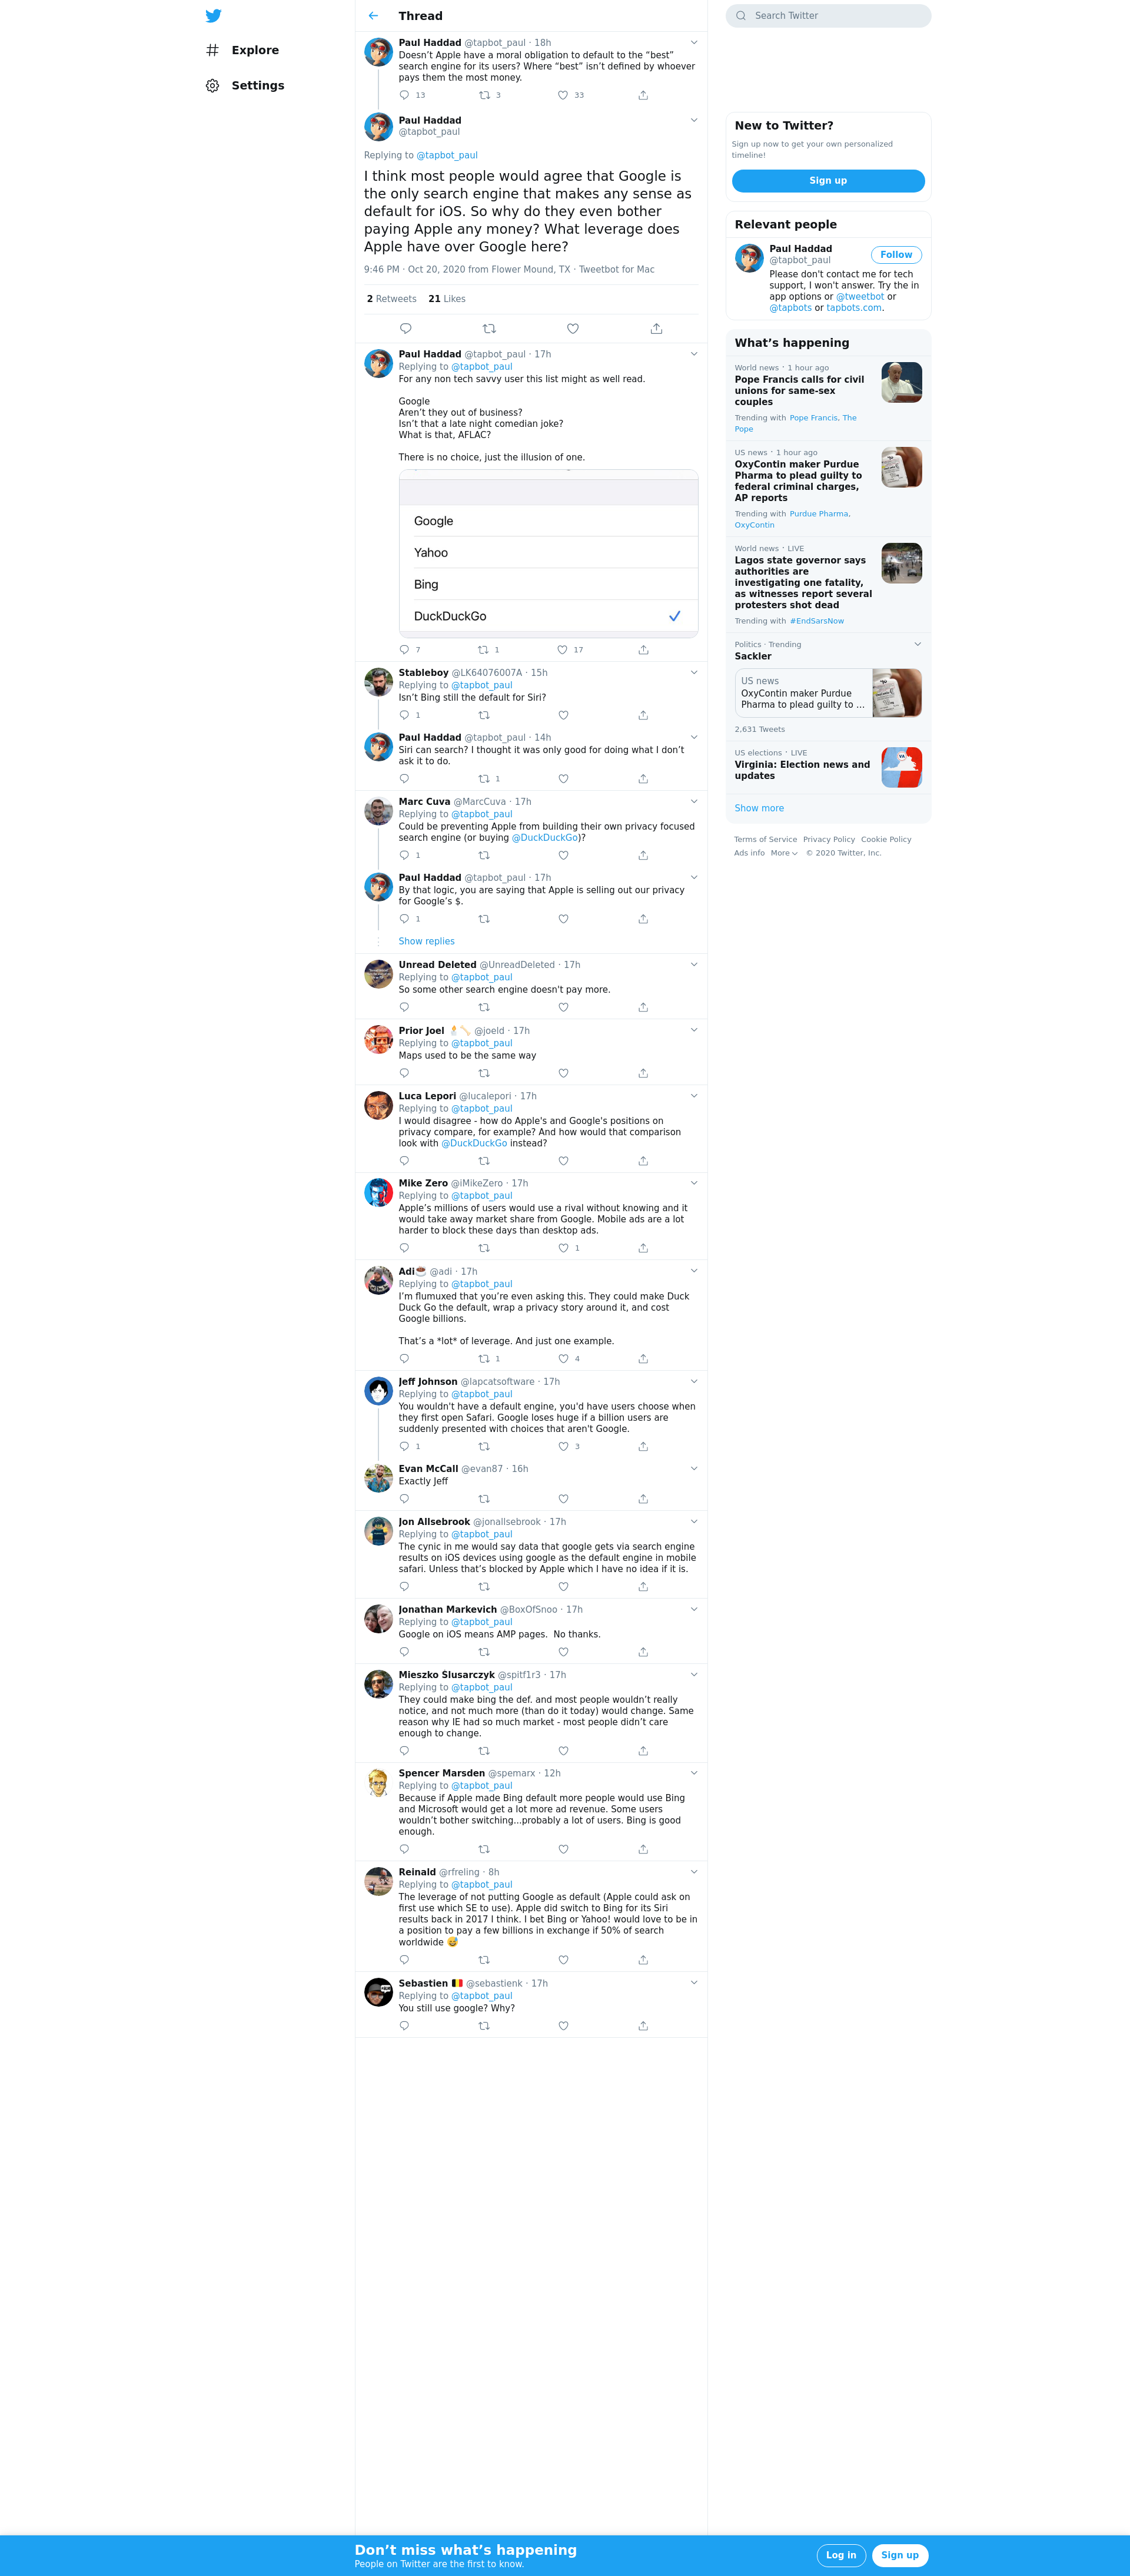 Explore
Settings
Thread
Paul Haddad @tapbot_paul · 18h
Doesn’t Apple have a moral obligation to default to the “best”
search engine for its users? Where “best” isn’t defined by whoever
pays them the most money.
13 3 33
Paul Haddad
@tapbot_paul
Replying to @tapbot_paul
I think most people would agree that Google is
the only search engine that makes any sense as
default for iOS. So why do they even bother
paying Apple any money? What leverage does
Apple have over Google here?
9:46 PM · Oct 20, 2020 from Flower Mound, TX · Tweetbot for Mac
2 Retweets 21 Likes
Paul Haddad @tapbot_paul · 17h
Replying to @tapbot_paul
For any non tech savvy user this list might as well read.
Google
Aren’t they out of business?
Isn’t that a late night comedian joke?
What is that, AFLAC?
There is no choice, just the illusion of one.
Google
Yahoo
Bing
DuckDuckGo
7 1 17
Stableboy @LK64076007A · 15h
Replying to @tapbot_paul
Isn’t Bing still the default for Siri?
1
Paul Haddad @tapbot_paul · 14h
Siri can search? I thought it was only good for doing what I don’t
ask it to do.
1
Marc Cuva @MarcCuva · 17h
Replying to @tapbot_paul
Could be preventing Apple from building their own privacy focused
search engine (or buying @DuckDuckGo)?
1
Paul Haddad @tapbot_paul · 17h
By that logic, you are saying that Apple is selling out our privacy
for Google’s $.
1
Show replies
Unread Deleted @UnreadDeleted · 17h
Replying to @tapbot_paul
So some other search engine doesn't pay more.
Prior Joel 🕯🦴 @joeld · 17h
Replying to @tapbot_paul
Maps used to be the same way
Luca Lepori @lucalepori · 17h
Replying to @tapbot_paul
I would disagree - how do Apple's and Google's positions on
privacy compare, for example? And how would that comparison
look with @DuckDuckGo instead?
Mike Zero @iMikeZero · 17h
Replying to @tapbot_paul
Apple’s millions of users would use a rival without knowing and it
would take away market share from Google. Mobile ads are a lot
harder to block these days than desktop ads.
1
Adi☕ @adi · 17h
Replying to @tapbot_paul
I’m flumuxed that you’re even asking this. They could make Duck
Duck Go the default, wrap a privacy story around it, and cost
Google billions.
That’s a *lot* of leverage. And just one example.
1 4
Jeff Johnson @lapcatsoftware · 17h
Replying to @tapbot_paul
You wouldn't have a default engine, you'd have users choose when
they first open Safari. Google loses huge if a billion users are
suddenly presented with choices that aren't Google.
1 3
Evan McCall @evan87 · 16h
Exactly Jeff
Jon Allsebrook @jonallsebrook · 17h
Replying to @tapbot_paul
The cynic in me would say data that google gets via search engine
results on iOS devices using google as the default engine in mobile
safari. Unless that’s blocked by Apple which I have no idea if it is.
Jonathan Markevich @BoxOfSnoo · 17h
Replying to @tapbot_paul
Google on iOS means AMP pages. No thanks.
Mieszko Ślusarczyk @spitf1r3 · 17h
Replying to @tapbot_paul
They could make bing the def. and most people wouldn’t really
notice, and not much more (than do it today) would change. Same
reason why IE had so much market - most people didn’t care
enough to change.
Spencer Marsden @spemarx · 12h
Replying to @tapbot_paul
Because if Apple made Bing default more people would use Bing
and Microsoft would get a lot more ad revenue. Some users
wouldn’t bother switching...probably a lot of users. Bing is good
enough.
Reinald @rfreling · 8h
Replying to @tapbot_paul
The leverage of not putting Google as default (Apple could ask on
first use which SE to use). Apple did switch to Bing for its Siri
results back in 2017 I think. I bet Bing or Yahoo! would love to be in
a position to pay a few billions in exchange if 50% of search
worldwide 😅
Sebastien 🇧🇪 @sebastienk · 17h
Replying to @tapbot_paul
You still use google? Why?
Search Twitter
New to Twitter?
Sign up now to get your own personalized
timeline!
Sign up
Relevant people
Paul Haddad
@tapbot_paul
Follow
Please don't contact me for tech
support, I won't answer. Try the in
app options or @tweetbot or
@tapbots or tapbots.com.
What’s happening
World news · 1 hour ago
Pope Francis calls for civil
unions for same-sex
couples
Trending with Pope Francis, The
Pope
US news · 1 hour ago
OxyContin maker Purdue
Pharma to plead guilty to
federal criminal charges,
AP reports
Trending with Purdue Pharma,
OxyContin
World news · LIVE
Lagos state governor says
authorities are
investigating one fatality,
as witnesses report several
protesters shot dead
Trending with #EndSarsNow
Politics · Trending
Sackler
US news
OxyContin maker Purdue
Pharma to plead guilty to ...
2,631 Tweets
US elections · LIVE
Virginia: Election news and
updates
VA
Show more
Terms of Service Privacy Policy Cookie Policy
Ads info More © 2020 Twitter, Inc.
Don’t miss what’s happening
People on Twitter are the first to know.
Log in
Sign up